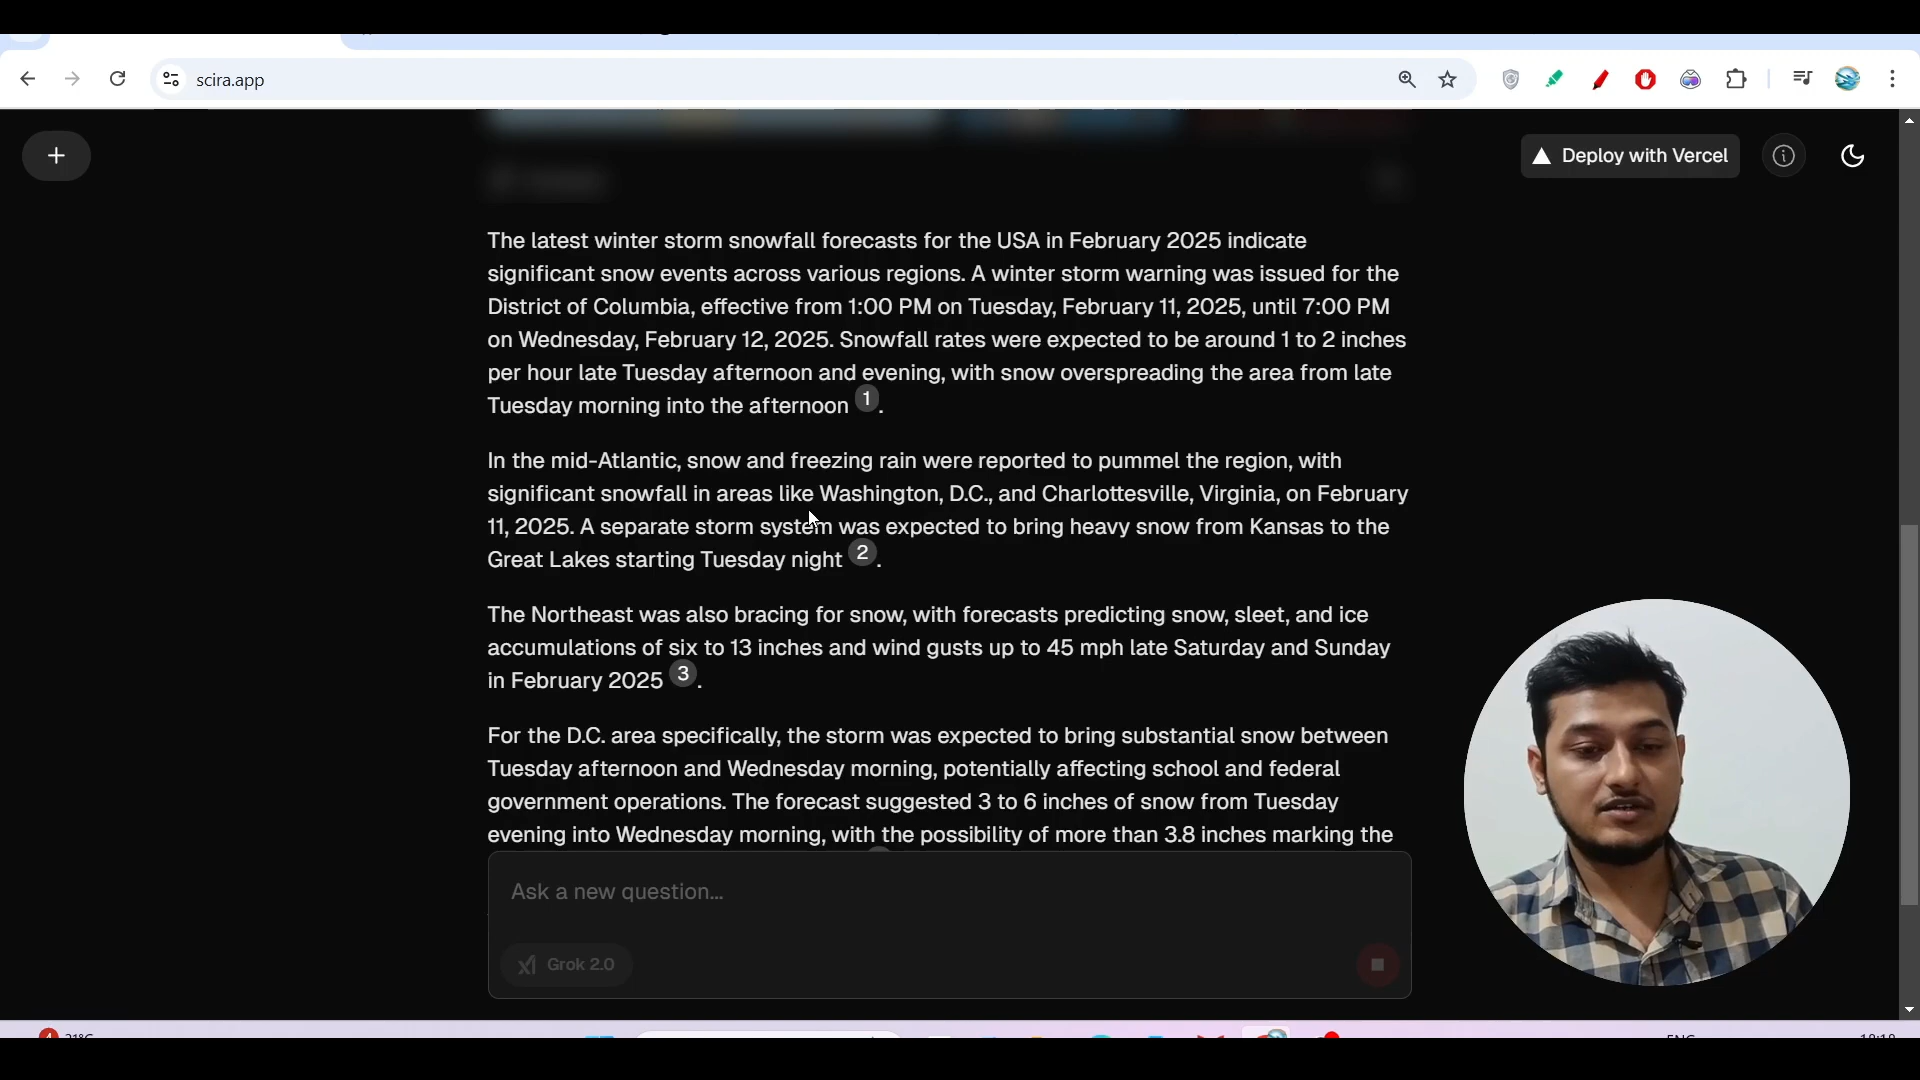 scira.app
Deploy with Vercel
The latest winter storm snowfall forecasts for the USA in February 2025 indicate
significant snow events across various regions. A winter storm warning was issued for the
District of Columbia, effective from 1:00 PM on Tuesday, February 11, 2025, until 7:00 PM
on Wednesday, February 12, 2025. Snowfall rates were expected to be around 1 to 2 inches
per hour late Tuesday afternoon and evening, with snow overspreading the area from late
Tuesday morning into the afternoon 1.
In the mid-Atlantic, snow and freezing rain were reported to pummel the region, with
significant snowfall in areas like Washington, D.C., and Charlottesville, Virginia, on February
11, 2025. A separate storm system was expected to bring heavy snow from Kansas to the
Great Lakes starting Tuesday night 2.
The Northeast was also bracing for snow, with forecasts predicting snow, sleet, and ice
accumulations of six to 13 inches and wind gusts up to 45 mph late Saturday and Sunday
in February 2025 3.
For the D.C. area specifically, the storm was expected to bring substantial snow between
Tuesday afternoon and Wednesday morning, potentially affecting school and federal
government operations. The forecast suggested 3 to 6 inches of snow from Tuesday
evening into Wednesday morning, with the possibility of more than 3.8 inches marking the
Ask a new question...
Grok 2.0